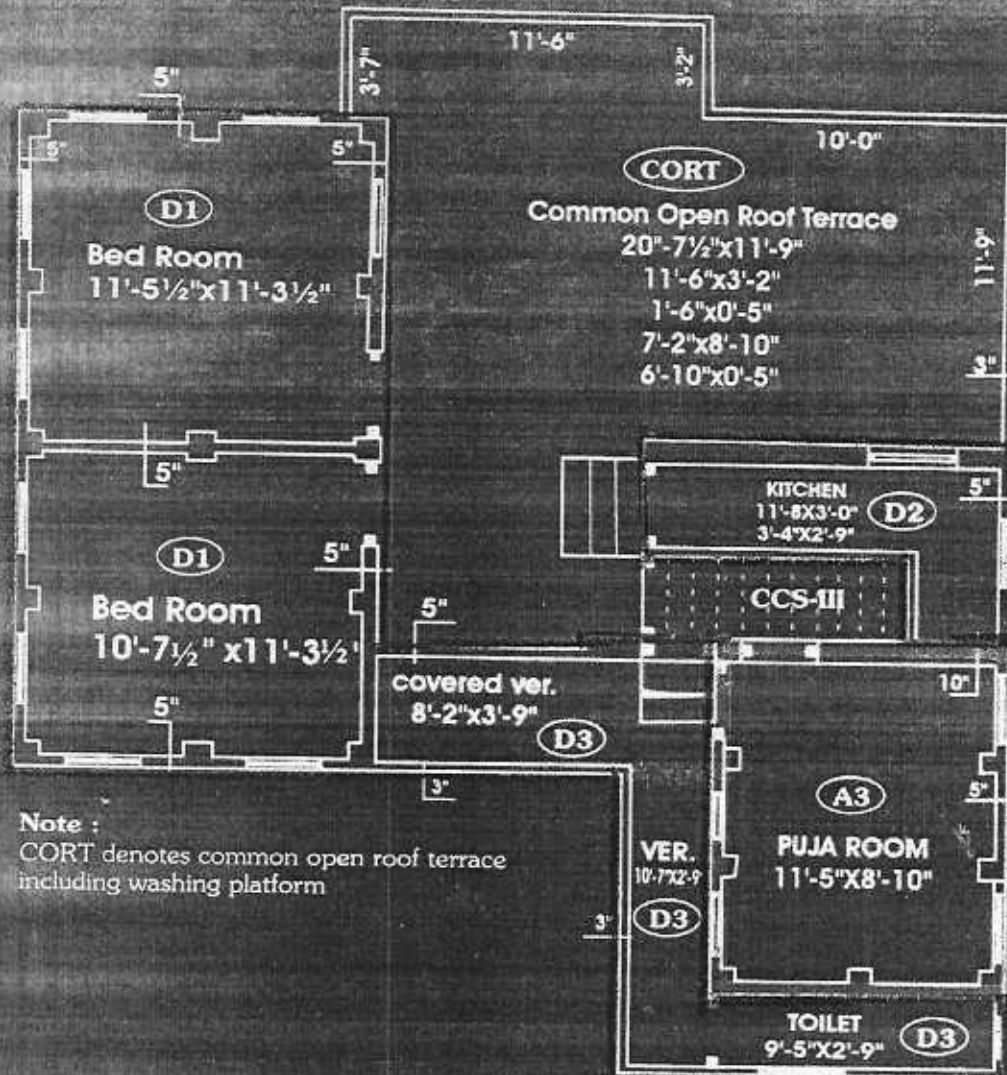 11'-6"
3'-7"
3'-2"
5"
10'-0"
5"
5"
CORT
D1
Common Open Roof Terrace
20"-7½"x11'-9"
11'-9"
Bed Room
11'-5½"x11'-3½"
11'-6"x3'-2"
1'-6"x0'-5"
7'-2"x8'-10"
3"
6'-10"x0'-5"
5"
KITCHEN
11'-8X3'-0"
3'-4"X2'-9"
D2
5"
D1
5"
CCS-III
Bed Room
10'-7½" x11'-3½'
5"
covered ver.
8'-2"x3'-9"
10"
5"
D3
3"
A3
5"
Note :
CORT denotes common open roof terrace
including washing platform
VER.
10'-7"X2'-9
PUJA ROOM
11'-5"X8'-10"
D3
3"
TOILET
9'-5"X2'-9"
D3